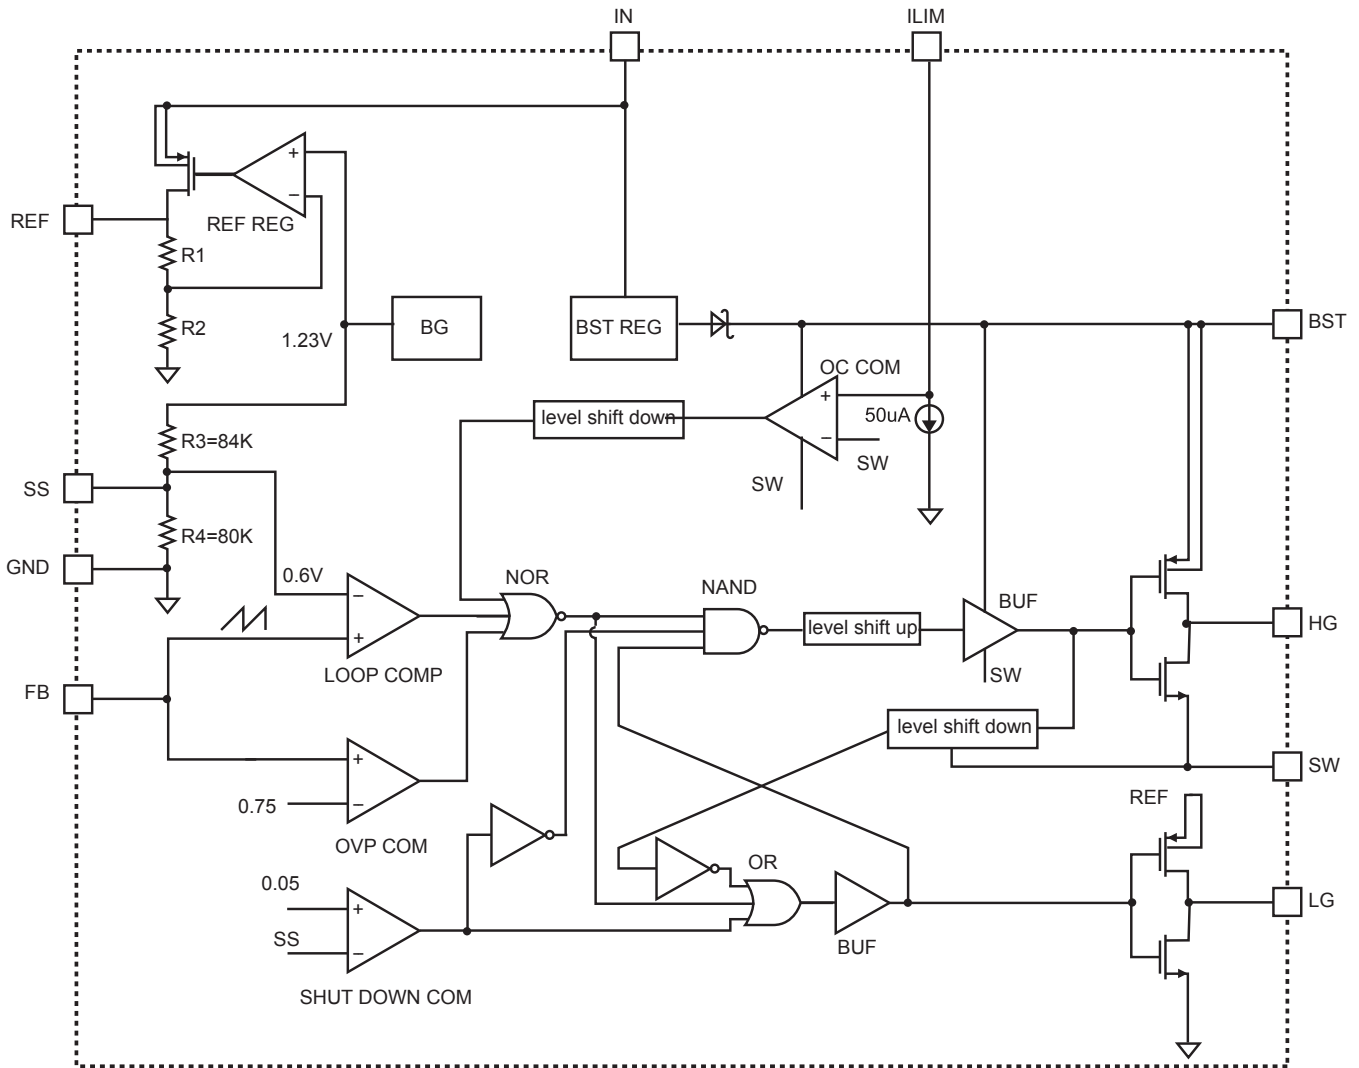 IN
ILIM
+
−
REF
REF REG
R1
R2
1.23V
BG
BST REG
BST
OC COM
+
−
50uA
level shift down
SW
SW
R3=84K
SS
R4=80K
GND
0.6V
−
+
LOOP COMP
NOR
NAND
level shift up
BUF
SW
HG
FB
level shift down
SW
+
−
0.75
OVP COM
REF
0.05
+
SS
−
SHUT DOWN COM
OR
BUF
LG